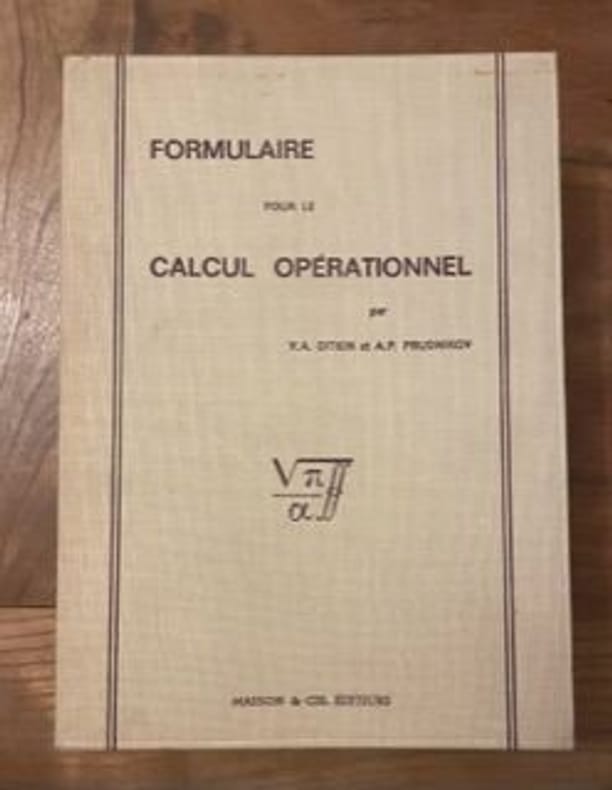 FORMULAIRE
POUR LE
CALCUL OPÉRATIONNEL
par
V.A. DITKIN et A.P. PRUDNIKOV
√π
α
MASSON & CIE, ÉDITEURS